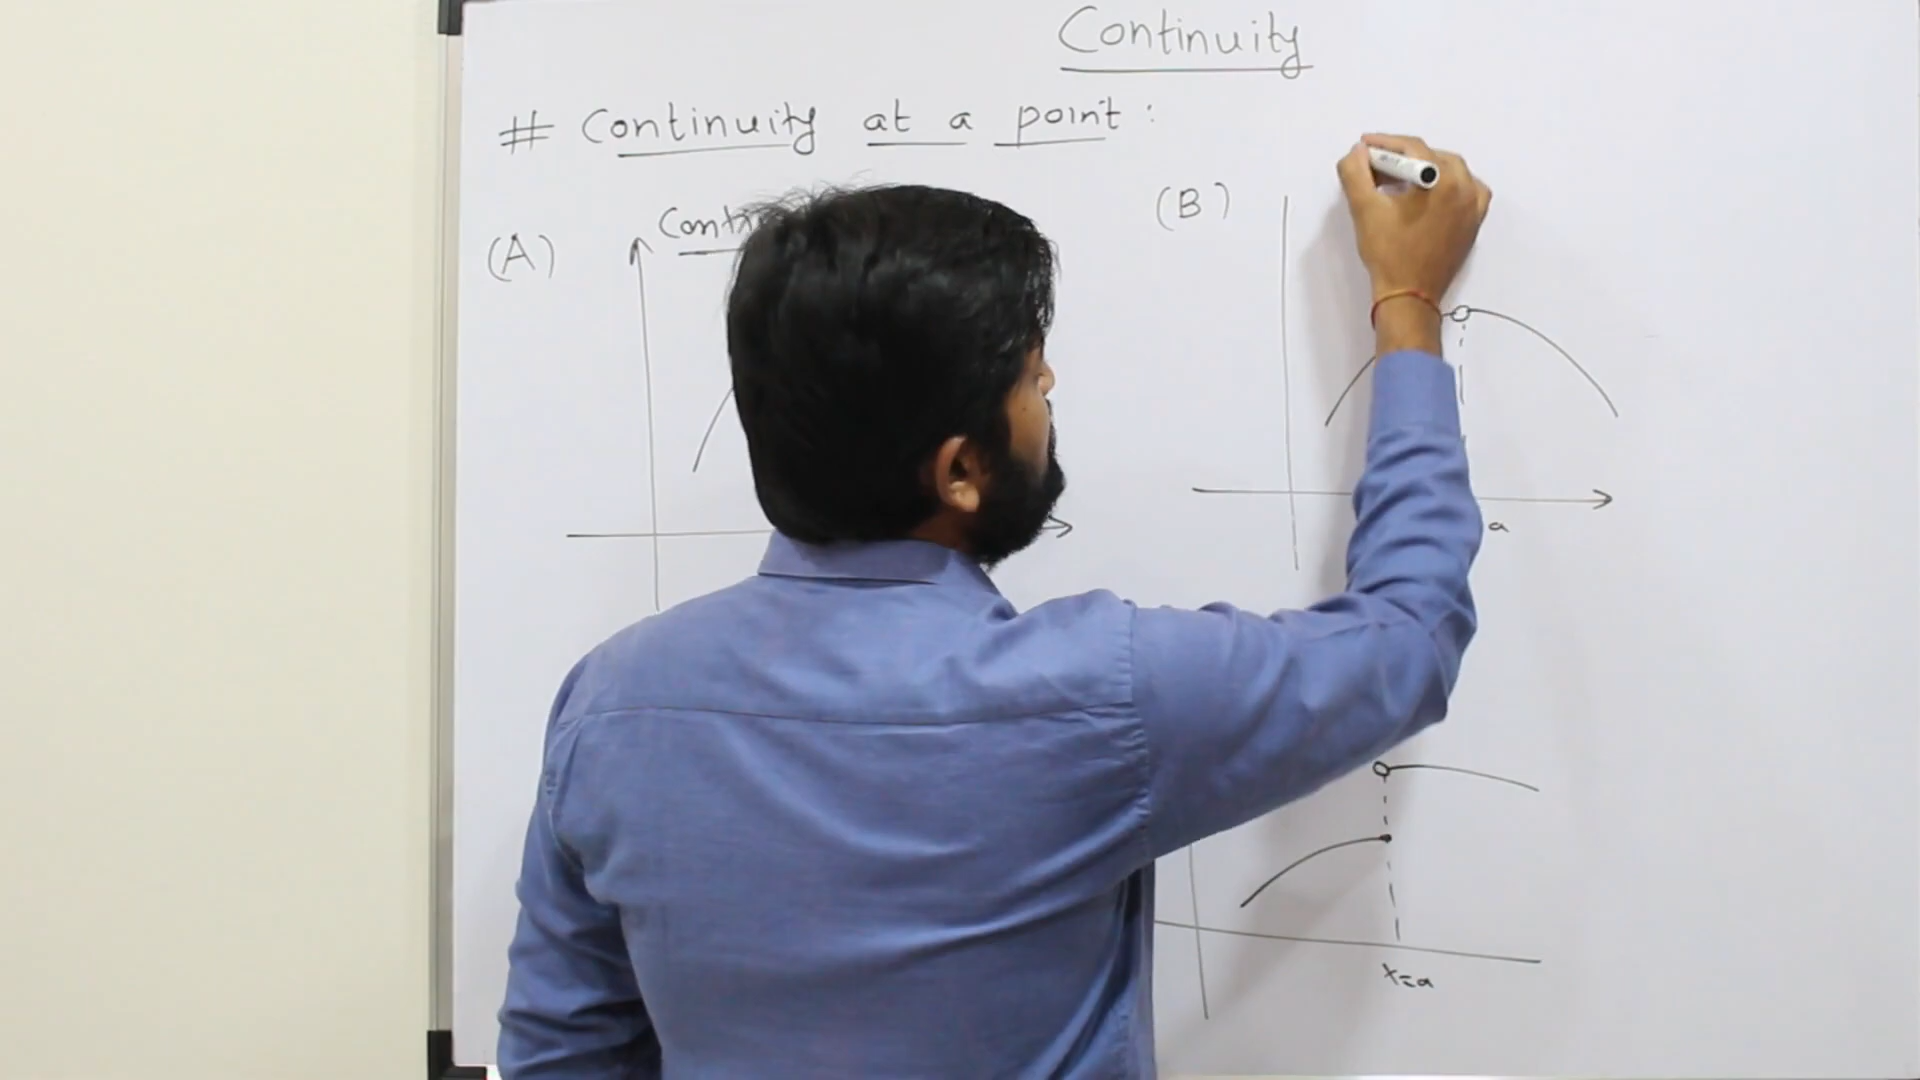 Continuity
# Continuity at a point :
(A)
(B)
a
x=a